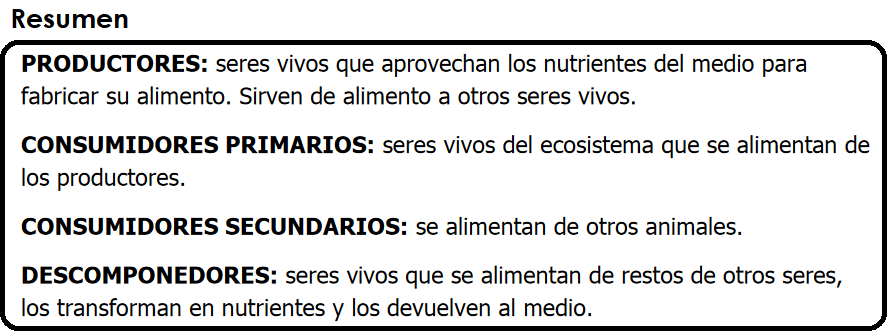 Resumen
PRODUCTORES: seres vivos que aprovechan los nutrientes del medio para
fabricar su alimento. Sirven de alimento a otros seres vivos.
CONSUMIDORES PRIMARIOS: seres vivos del ecosistema que se alimentan de
los productores.
CONSUMIDORES SECUNDARIOS: se alimentan de otros animales.
DESCOMPONEDORES: seres vivos que se alimentan de restos de otros seres,
los transforman en nutrientes y los devuelven al medio.